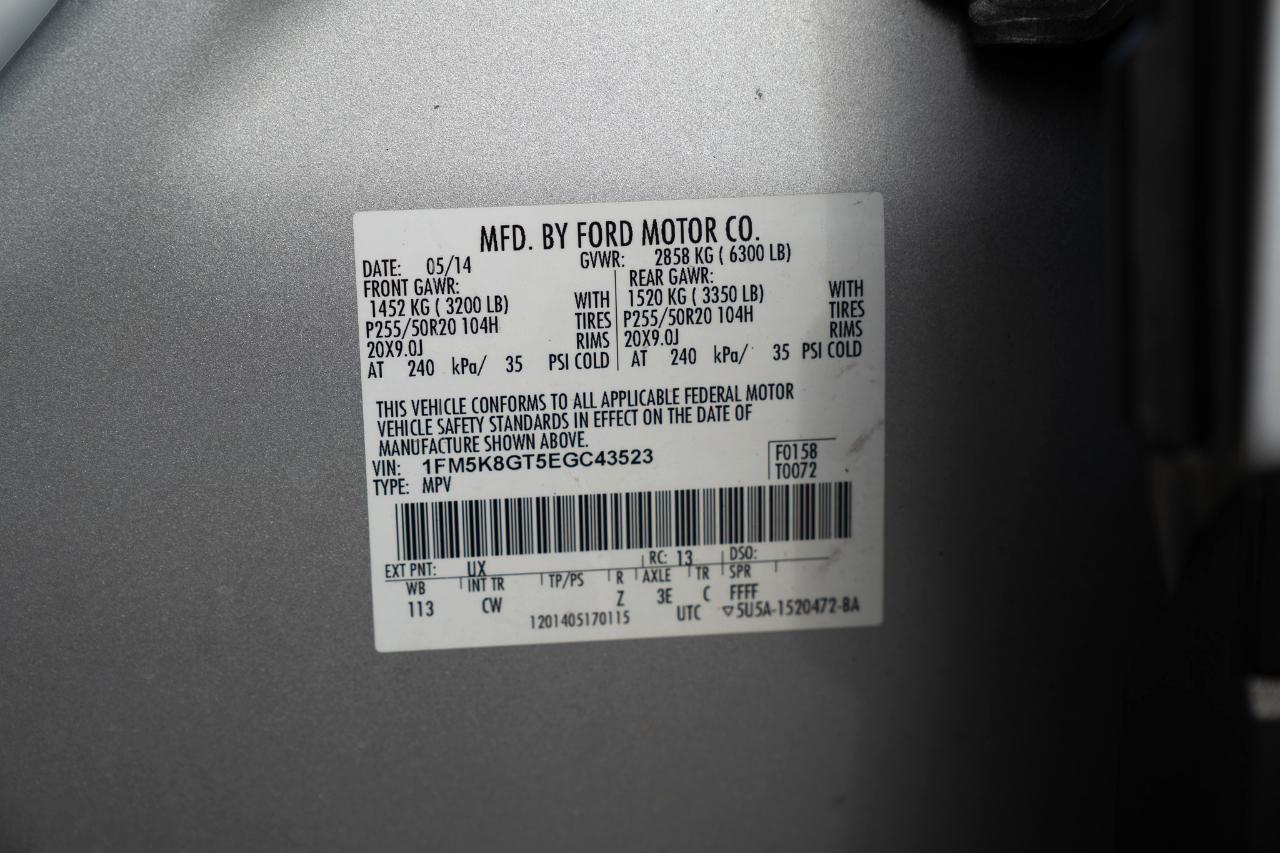 MFD. BY FORD MOTOR CO.
DATE: 05/14 GVWR: 2858 KG ( 6300 LB)
FRONT GAWR: REAR GAWR:
1452 KG ( 3200 LB) WITH 1520 KG ( 3350 LB) WITH
P255/50R20 104H TIRES P255/50R20 104H TIRES
20X9.0J RIMS 20X9.0J RIMS
AT 240 kPa/ 35 PSI COLD AT 240 kPa/ 35 PSI COLD
THIS VEHICLE CONFORMS TO ALL APPLICABLE FEDERAL MOTOR
VEHICLE SAFETY STANDARDS IN EFFECT ON THE DATE OF
MANUFACTURE SHOWN ABOVE.
VIN: 1FM5K8GT5EGC43523 F0158
TYPE: MPV T0072
EXT PNT: UX RC: 13 DSO:
WB INT TR TP/PS R AXLE TR SPR
113 CW Z 3E C FFFF
1201405170115 UTC ▽5U5A-1520472-BA